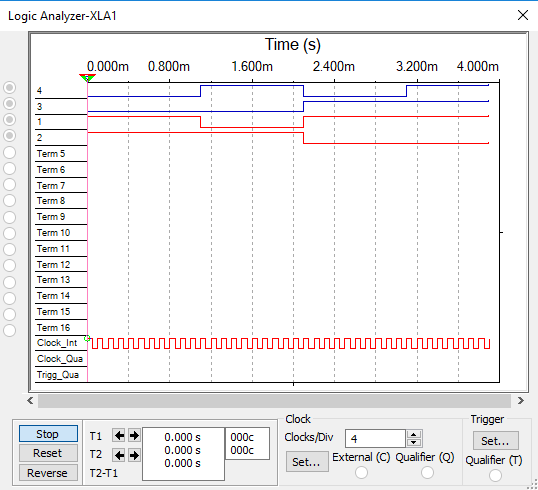 Logic Analyzer-XLA1
Time (s)
0.000m 0.800m 1.600m 2.400m 3.200m 4.000m
4
3
1
2
Term 5
Term 6
Term 7
Term 8
Term 9
Term 10
Term 11
Term 12
Term 13
Term 14
Term 15
Term 16
Clock_Int
Clock_Qua
Trigg_Qua
Stop
Reset
Reverse
T1
T2
T2-T1
0.000 s
0.000 s
0.000 s
000c
000c
Clock
Clocks/Div 4
Set... External (C) Qualifier (Q)
Trigger
Set...
Qualifier (T)